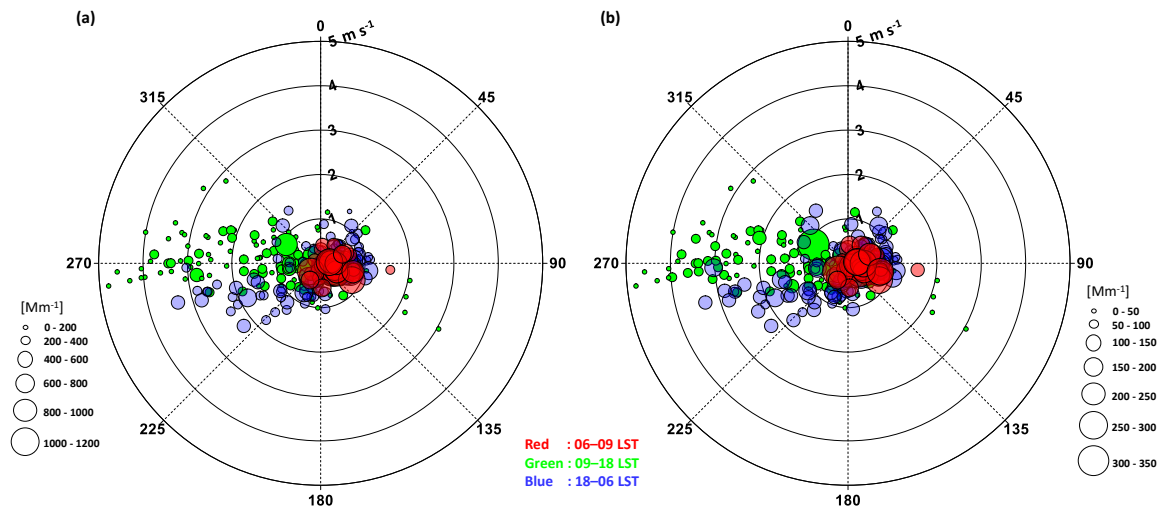 (a)
0
5 m s-1
4
3
2
1
45
90
135
180
225
270
315
[Mm-1]
0 - 200
200 - 400
400 - 600
600 - 800
800 - 1000
1000 - 1200
(b)
0
5 m s-1
4
3
2
1
45
90
135
180
225
270
315
[Mm-1]
0 - 50
50 - 100
100 - 150
150 - 200
200 - 250
250 - 300
300 - 350
Red : 06–09 LST
Green : 09–18 LST
Blue : 18–06 LST